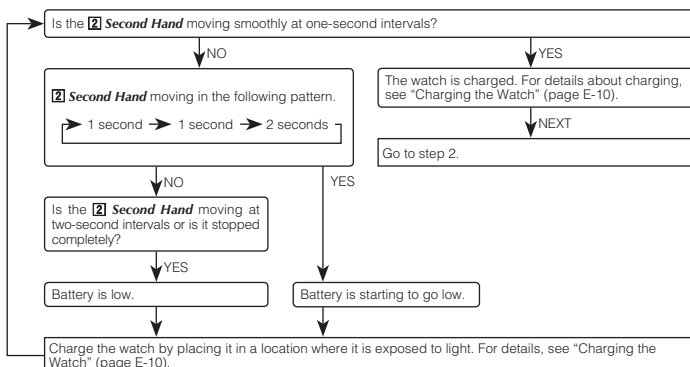 Is the 2 Second Hand moving smoothly at one-second intervals?
NO
YES
2 Second Hand moving in the following pattern.
1 second 1 second 2 seconds
The watch is charged. For details about charging,
see “Charging the Watch” (page E-10).
NEXT
Go to step 2.
NO
YES
Is the 2 Second Hand moving at
two-second intervals or is it stopped
completely?
YES
Battery is low.
Battery is starting to go low.
Charge the watch by placing it in a location where it is exposed to light. For details, see “Charging the
Watch” (page E-10).